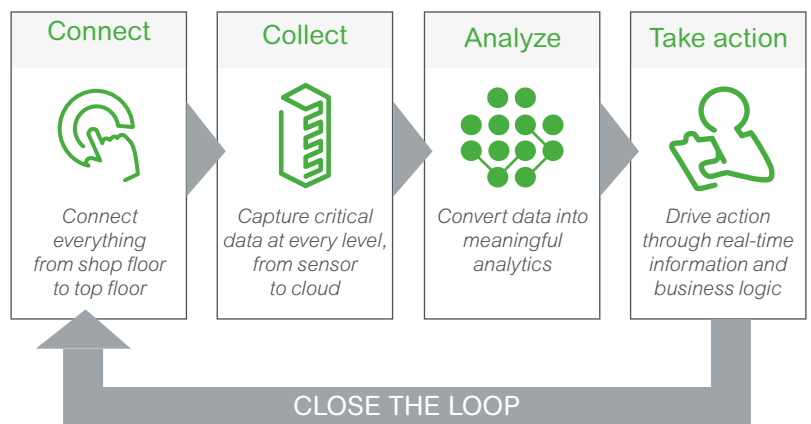 Connect
Connect
everything
from shop floor
to top floor
Collect
Capture critical
data at every level,
from sensor
to cloud
Analyze
Convert data into
meaningful
analytics
Take action
Drive action
through real-time
information and
business logic
CLOSE THE LOOP